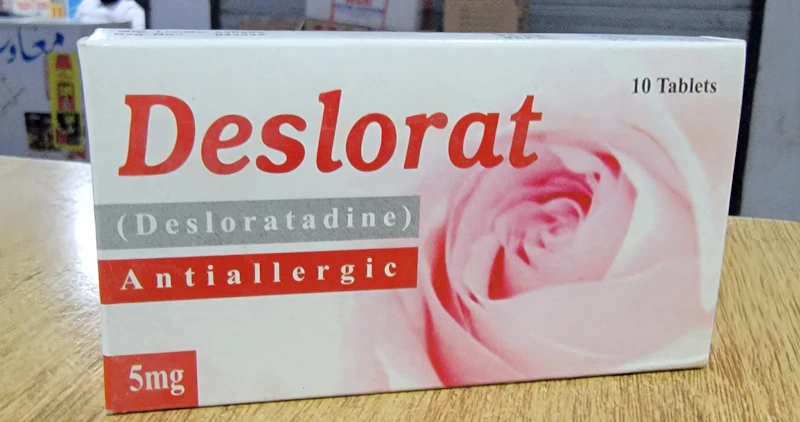 10 Tablets
Deslorat
(Desloratadine)
Antiallergic
5mg